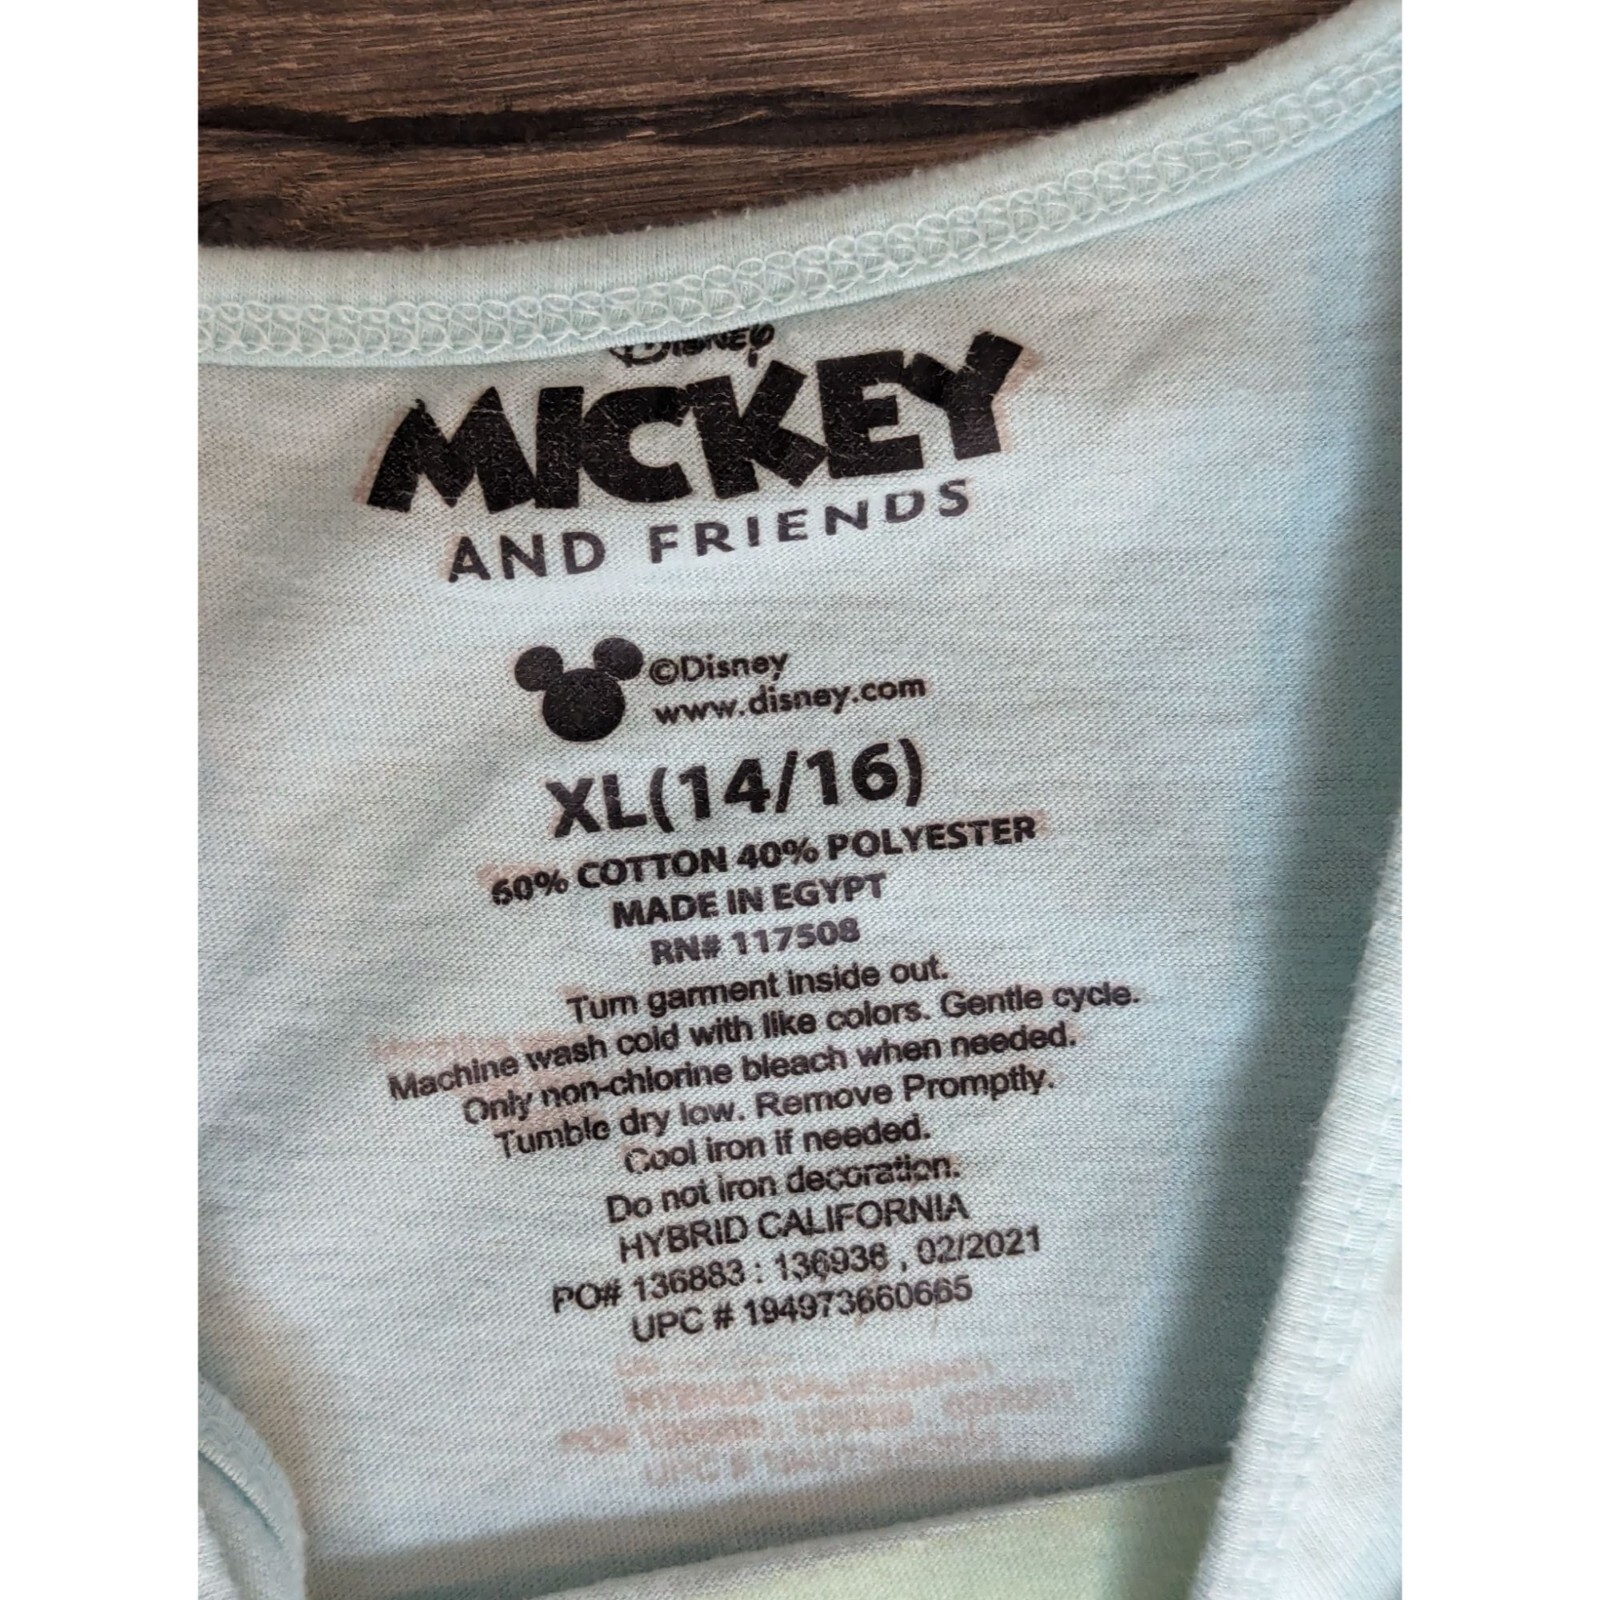 DISNEY
MICKEY
AND FRIENDS
©Disney
www.disney.com
XL(14/16)
60% COTTON 40% POLYESTER
MADE IN EGYPT
RN# 117508
Turn garment inside out.
Machine wash cold with like colors. Gentle cycle.
Only non-chlorine bleach when needed.
Tumble dry low. Remove Promptly.
Cool iron if needed.
Do not iron decoration.
HYBRID CALIFORNIA
PO# 136883 : 136936 , 02/2021
UPC # 194973660665
HYBRID CALIFORNIA
UPC #